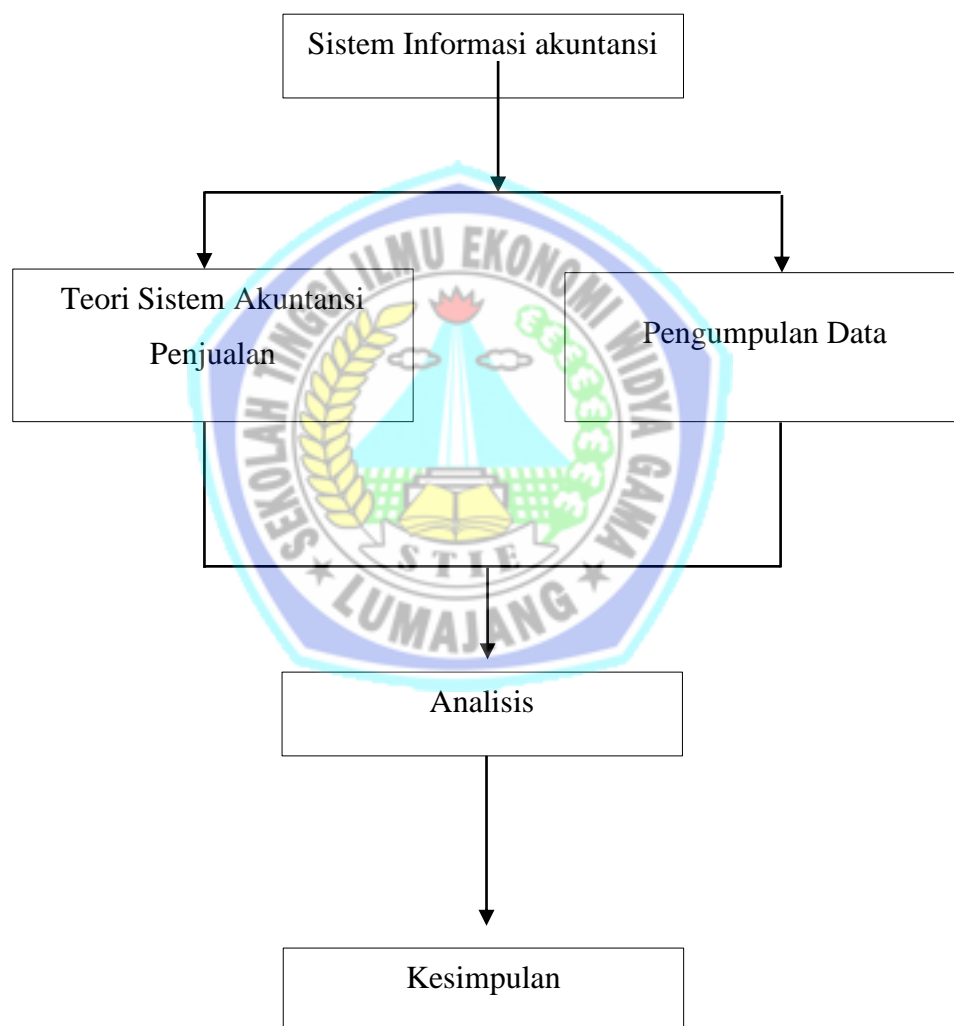 Sistem Informasi akuntansi
Teori Sistem Akuntansi
Penjualan
Pengumpulan Data
SEKOLAH TINGGI ILMU EKONOMI WIDYA GAMA
STIE
LUMAJANG
Analisis
Kesimpulan